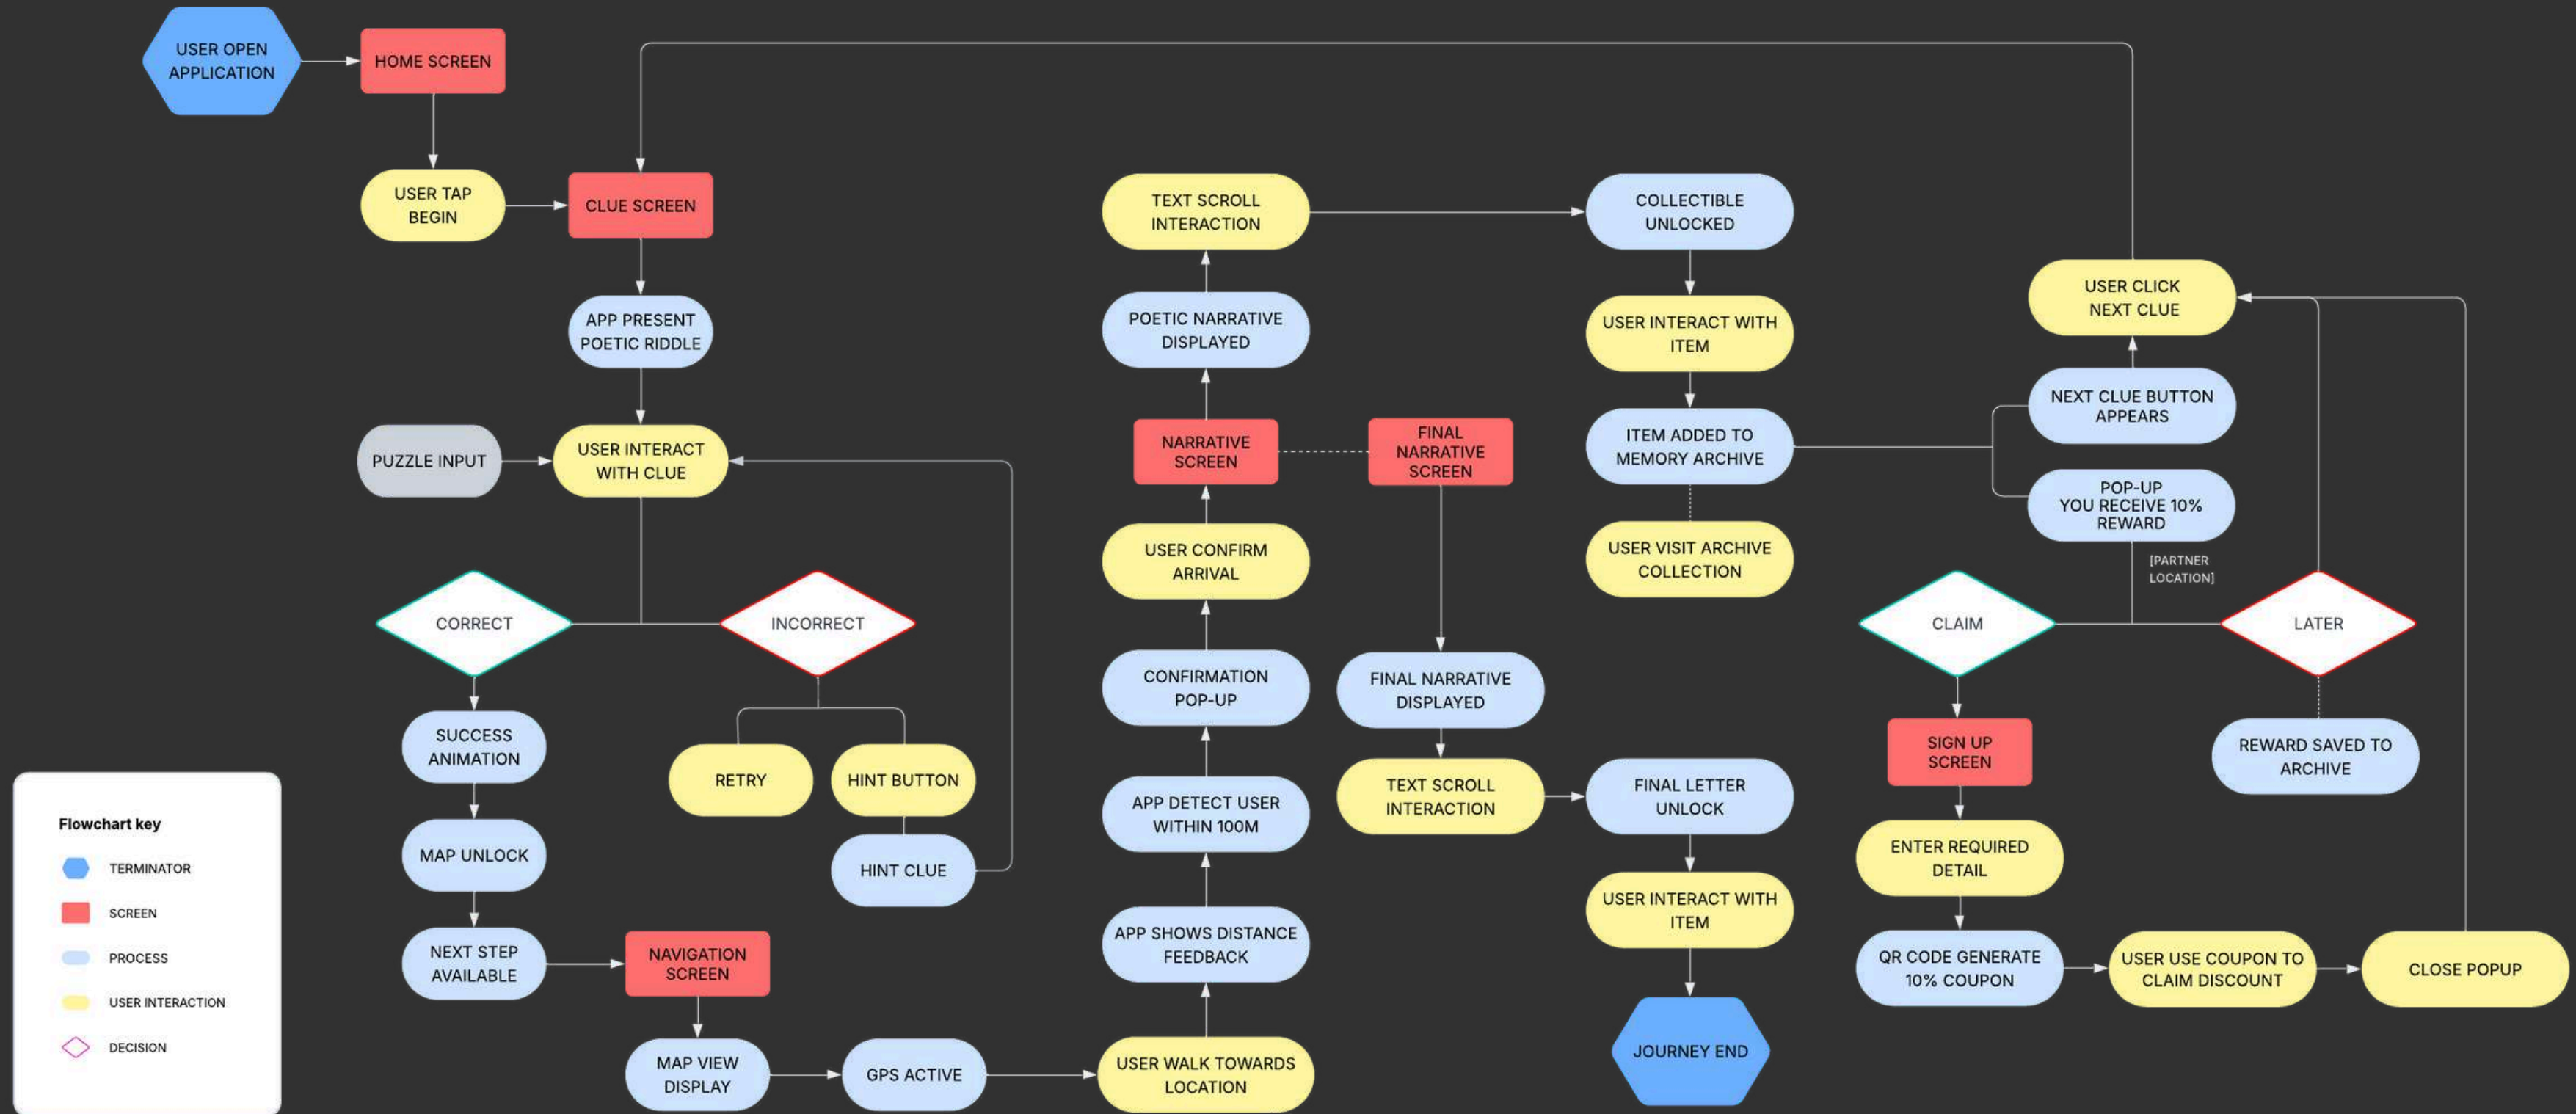 USER OPEN
APPLICATION
HOME SCREEN
USER TAP
BEGIN
CLUE SCREEN
APP PRESENT
POETIC RIDDLE
PUZZLE INPUT
USER INTERACT
WITH CLUE
CORRECT
INCORRECT
SUCCESS
ANIMATION
MAP UNLOCK
NEXT STEP
AVAILABLE
RETRY
HINT BUTTON
HINT CLUE
NAVIGATION
SCREEN
MAP VIEW
DISPLAY
GPS ACTIVE
USER WALK TOWARDS
LOCATION
APP SHOWS DISTANCE
FEEDBACK
APP DETECT USER
WITHIN 100M
CONFIRMATION
POP-UP
USER CONFIRM
ARRIVAL
NARRATIVE
SCREEN
POETIC NARRATIVE
DISPLAYED
TEXT SCROLL
INTERACTION
FINAL
NARRATIVE
SCREEN
FINAL NARRATIVE
DISPLAYED
TEXT SCROLL
INTERACTION
FINAL LETTER
UNLOCK
USER INTERACT WITH
ITEM
JOURNEY END
COLLECTIBLE
UNLOCKED
USER INTERACT WITH
ITEM
ITEM ADDED TO
MEMORY ARCHIVE
USER VISIT ARCHIVE
COLLECTION
USER CLICK
NEXT CLUE
NEXT CLUE BUTTON
APPEARS
POP-UP
YOU RECEIVE 10%
REWARD
[PARTNER
LOCATION]
CLAIM
LATER
SIGN UP
SCREEN
REWARD SAVED TO
ARCHIVE
ENTER REQUIRED
DETAIL
QR CODE GENERATE
10% COUPON
USER USE COUPON TO
CLAIM DISCOUNT
CLOSE POPUP
Flowchart key
TERMINATOR
SCREEN
PROCESS
USER INTERACTION
DECISION